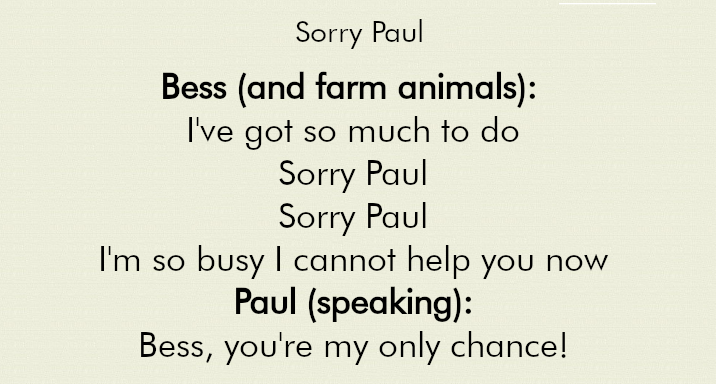 Sorry Paul
Bess (and farm animals):
I've got so much to do
Sorry Paul
Sorry Paul
I'm so busy I cannot help you now
Paul (speaking):
Bess, you're my only chance!